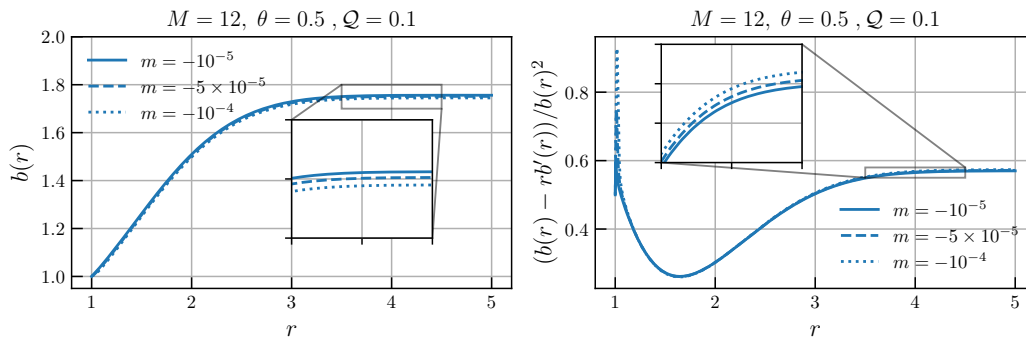 M = 12, θ = 0.5 , 𝒬 = 0.1
2.0
1.8
1.6
1.4
1.2
1.0
b(r)
m = −10⁻⁵
m = −5 × 10⁻⁵
m = −10⁻⁴
1 2 3 4 5
r
M = 12, θ = 0.5 , 𝒬 = 0.1
0.8
0.6
0.4
(b(r) − rb′(r))/b(r)²
m = −10⁻⁵
m = −5 × 10⁻⁵
m = −10⁻⁴
1 2 3 4 5
r